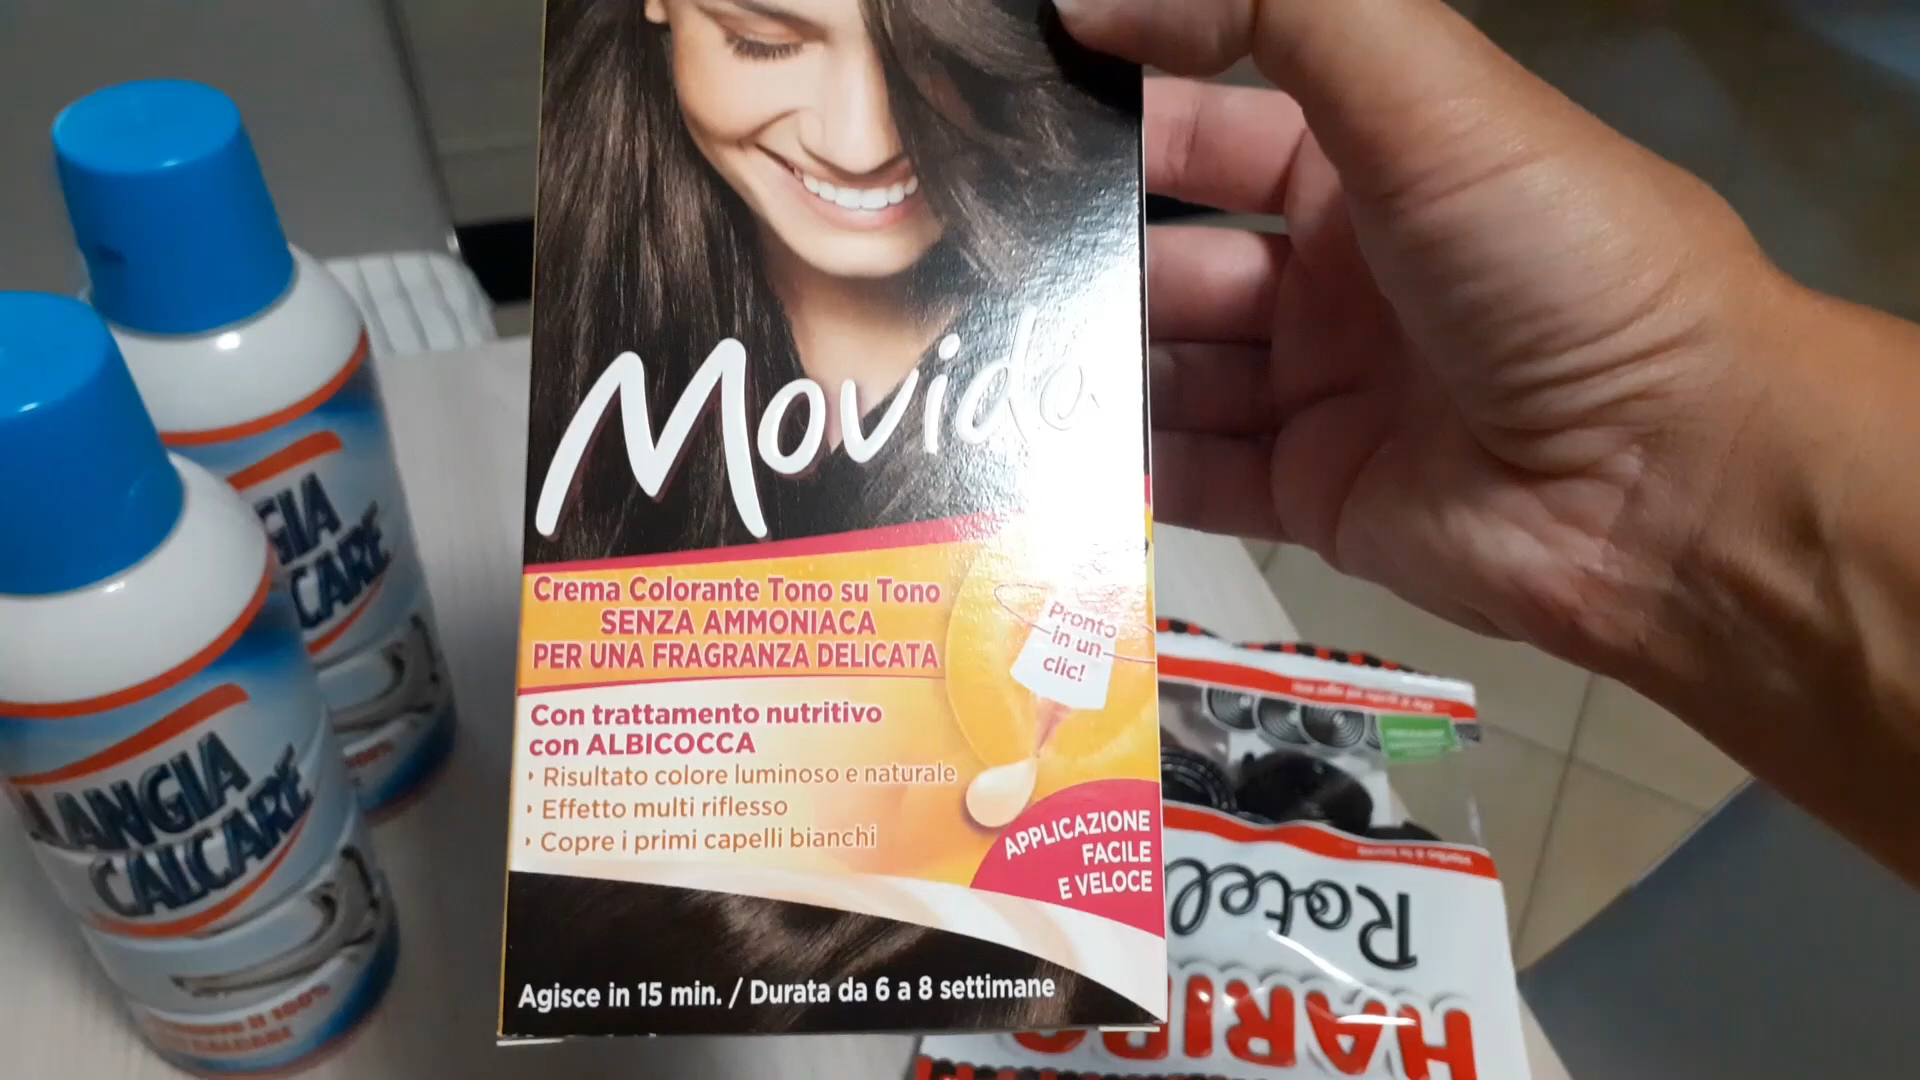 Movida
Crema Colorante Tono su Tono
SENZA AMMONIACA
PER UNA FRAGRANZA DELICATA
Pronto
in un
clic!
Con trattamento nutritivo
con ALBICOCCA
• Risultato colore luminoso e naturale
• Effetto multi riflesso
• Copre i primi capelli bianchi
APPLICAZIONE
FACILE
E VELOCE
Agisce in 15 min. / Durata da 6 a 8 settimane
GIA
CALCARE
MANGIA
CALCARE
Rotel
HARIBO